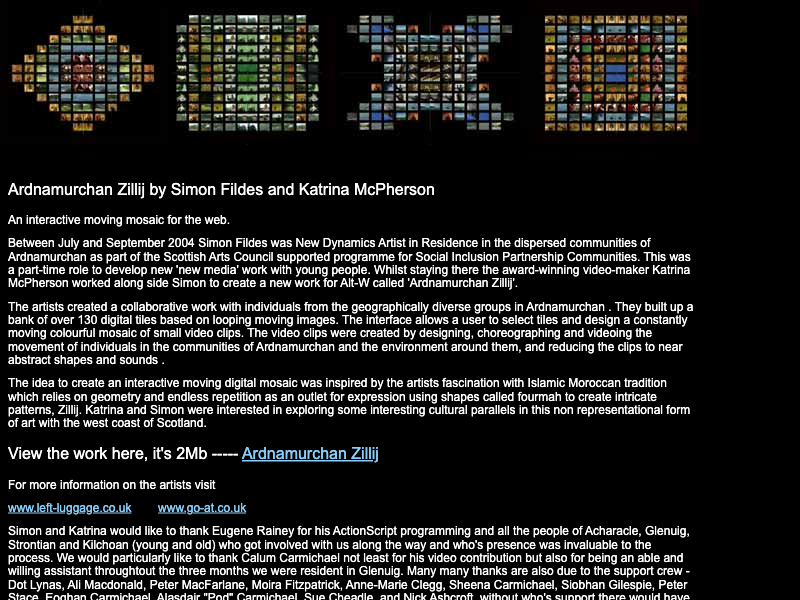 Ardnamurchan Zillij by Simon Fildes and Katrina McPherson
An interactive moving mosaic for the web.
Between July and September 2004 Simon Fildes was New Dynamics Artist in Residence in the dispersed communities of
Ardnamurchan as part of the Scottish Arts Council supported programme for Social Inclusion Partnership Communities. This was
a part-time role to develop new 'new media' work with young people. Whilst staying there the award-winning video-maker Katrina
McPherson worked along side Simon to create a new work for Alt-W called 'Ardnamurchan Zillij'.
The artists created a collaborative work with individuals from the geographically diverse groups in Ardnamurchan . They built up a
bank of over 130 digital tiles based on looping moving images. The interface allows a user to select tiles and design a constantly
moving colourful mosaic of small video clips. The video clips were created by designing, choreographing and videoing the
movement of individuals in the communities of Ardnamurchan and the environment around them, and reducing the clips to near
abstract shapes and sounds .
The idea to create an interactive moving digital mosaic was inspired by the artists fascination with Islamic Moroccan tradition
which relies on geometry and endless repetition as an outlet for expression using shapes called fourmah to create intricate
patterns, Zillij. Katrina and Simon were interested in exploring some interesting cultural parallels in this non representational form
of art with the west coast of Scotland.
View the work here, it's 2Mb ----- Ardnamurchan Zillij
For more information on the artists visit
www.left-luggage.co.uk www.go-at.co.uk
Simon and Katrina would like to thank Eugene Rainey for his ActionScript programming and all the people of Acharacle, Glenuig,
Strontian and Kilchoan (young and old) who got involved with us along the way and who's presence was invaluable to the
process. We would particularly like to thank Calum Carmichael not least for his video contribution but also for being an able and
willing assistant throughtout the three months we were resident in Glenuig. Many many thanks are also due to the support crew -
Dot Lynas, Ali Macdonald, Peter MacFarlane, Moira Fitzpatrick, Anne-Marie Clegg, Sheena Carmichael, Siobhan Gilespie, Peter
Stace, Eoghan Carmichael, Alasdair "Pod" Carmichael, Sue Cheadle, and Nick Ashcroft, without who's support there would have